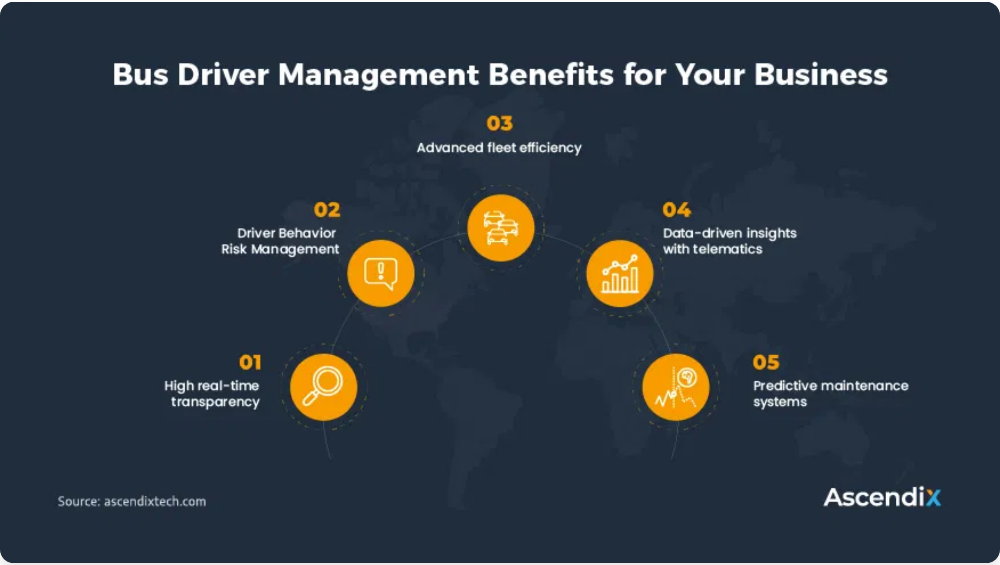 Bus Driver Management Benefits for Your Business
01
High real-time
transparency
02
Driver Behavior
Risk Management
03
Advanced fleet efficiency
04
Data-driven insights
with telematics
05
Predictive maintenance
systems
Source: ascendixtech.com
Ascendix